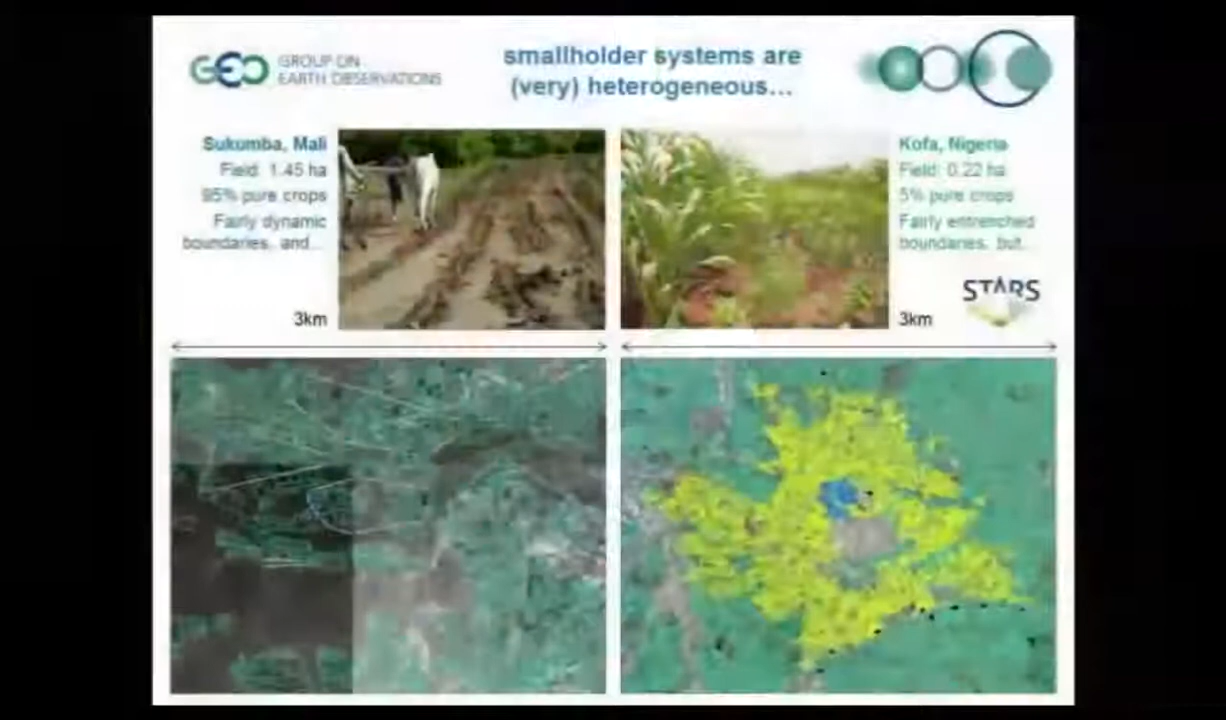 GEO GROUP ON
EARTH OBSERVATIONS
smallholder systems are
(very) heterogeneous...
Sukumba, Mali
Field: 1.45 ha
95% pure crops
Fairly dynamic
boundaries, and...
3km
Kofa, Nigeria
Field: 0.22 ha
5% pure crops
Fairly entrenched
boundaries, but...
STARS
3km